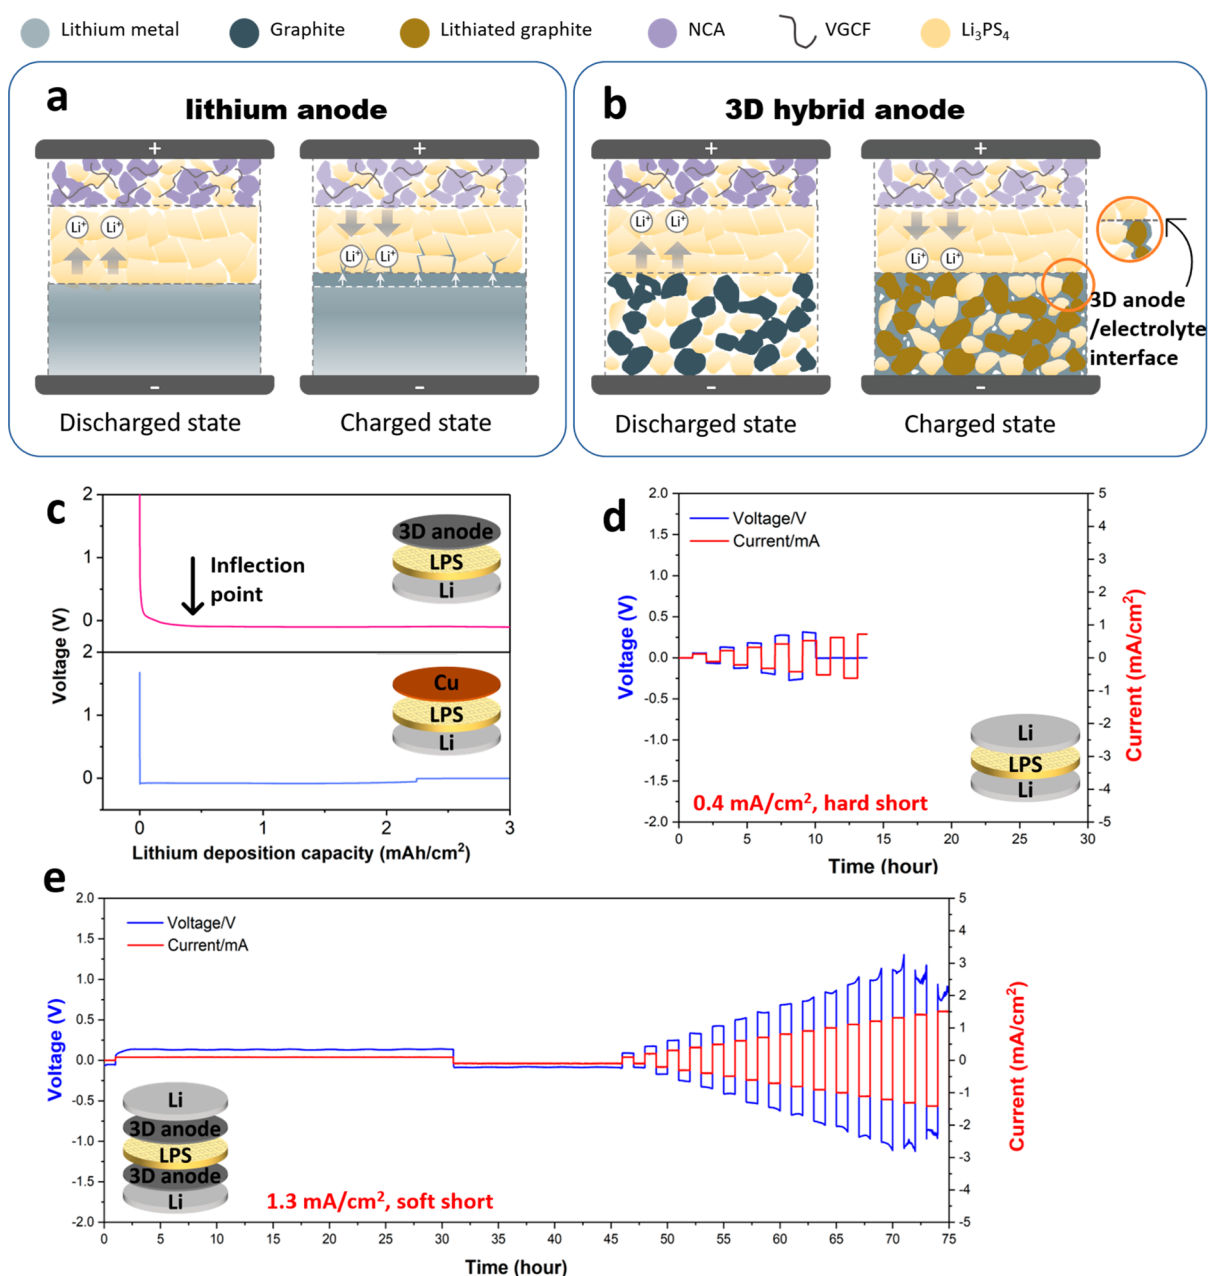 Lithium metal
Graphite
Lithiated graphite
NCA
VGCF
Li₃PS₄
a
lithium anode
+
+
Li⁺ Li⁺
Li⁺ Li⁺
-
-
Discharged state
Charged state
b
3D hybrid anode
+
+
Li⁺ Li⁺
Li⁺ Li⁺
-
-
3D anode
/electrolyte
interface
Discharged state
Charged state
c
2
1
0
2
1
0
Voltage (V)
Inflection
point
3D anode
LPS
Li
Cu
LPS
Li
0 1 2 3
Lithium deposition capacity (mAh/cm²)
d
2.0
1.5
1.0
0.5
0.0
-0.5
-1.0
-1.5
-2.0
Voltage (V)
Voltage/V
Current/mA
5
4
3
2
1
0
-1
-2
-3
-4
-5
Current (mA/cm²)
Li
LPS
Li
0.4 mA/cm², hard short
0 5 10 15 20 25 30
Time (hour)
e
2.0
1.5
1.0
0.5
0.0
-0.5
-1.0
-1.5
-2.0
Voltage (V)
Voltage/V
Current/mA
5
4
3
2
1
0
-1
-2
-3
-4
-5
Current (mA/cm²)
Li
3D anode
LPS
3D anode
Li
1.3 mA/cm², soft short
0 5 10 15 20 25 30 35 40 45 50 55 60 65 70 75
Time (hour)